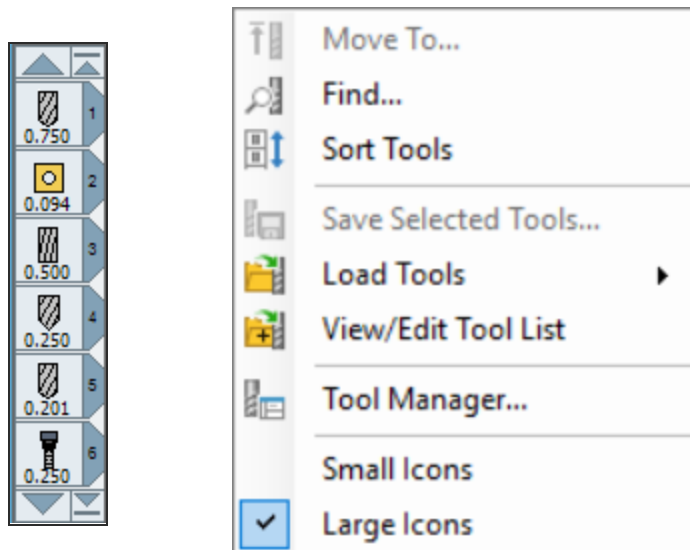 1
0.750
2
0.094
3
0.500
4
0.250
5
0.201
6
0.250
Move To...
Find...
Sort Tools
Save Selected Tools...
Load Tools
View/Edit Tool List
Tool Manager...
Small Icons
Large Icons